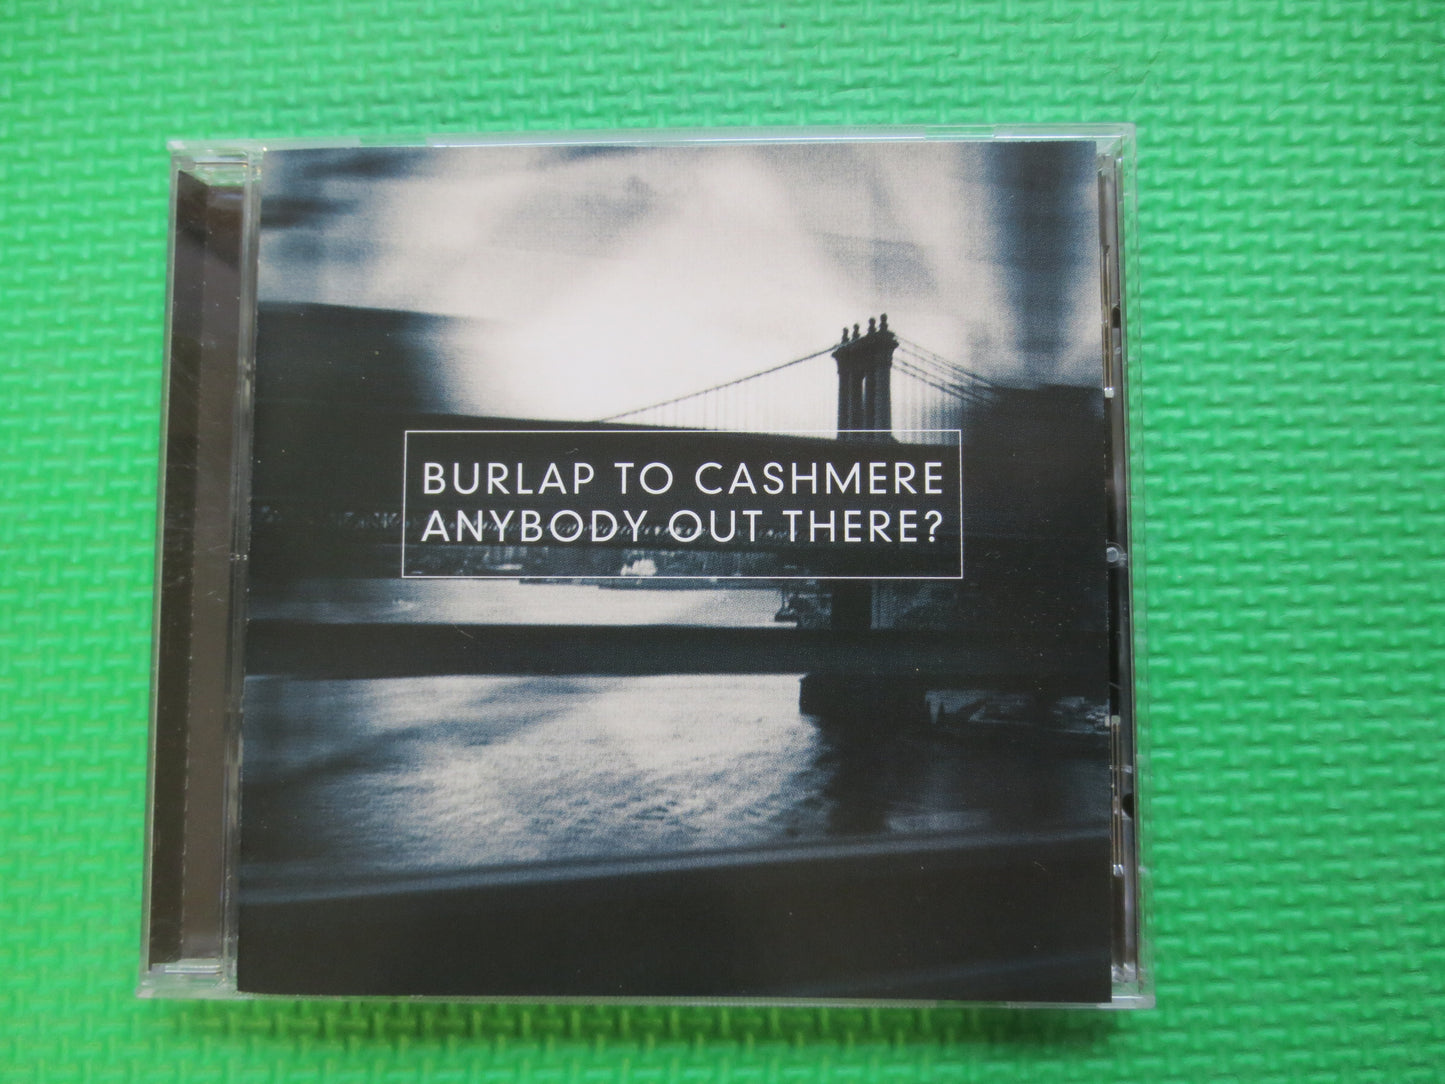 BURLAP TO CASHMERE
ANYBODY OUT THERE?